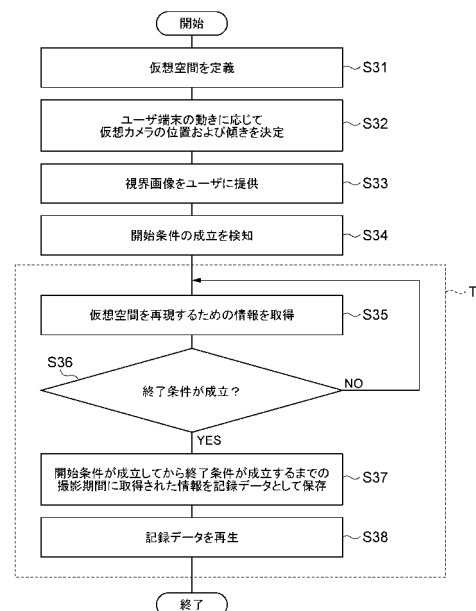 開始
仮想空間を定義
S31
ユーザ端末の動きに応じて
仮想カメラの位置および傾きを決定
S32
視界画像をユーザに提供
S33
開始条件の成立を検知
S34
T
仮想空間を再現するための情報を取得
S35
S36
終了条件が成立?
NO
YES
開始条件が成立してから終了条件が成立するまでの
撮影期間に取得された情報を記録データとして保存
S37
記録データを再生
S38
終了